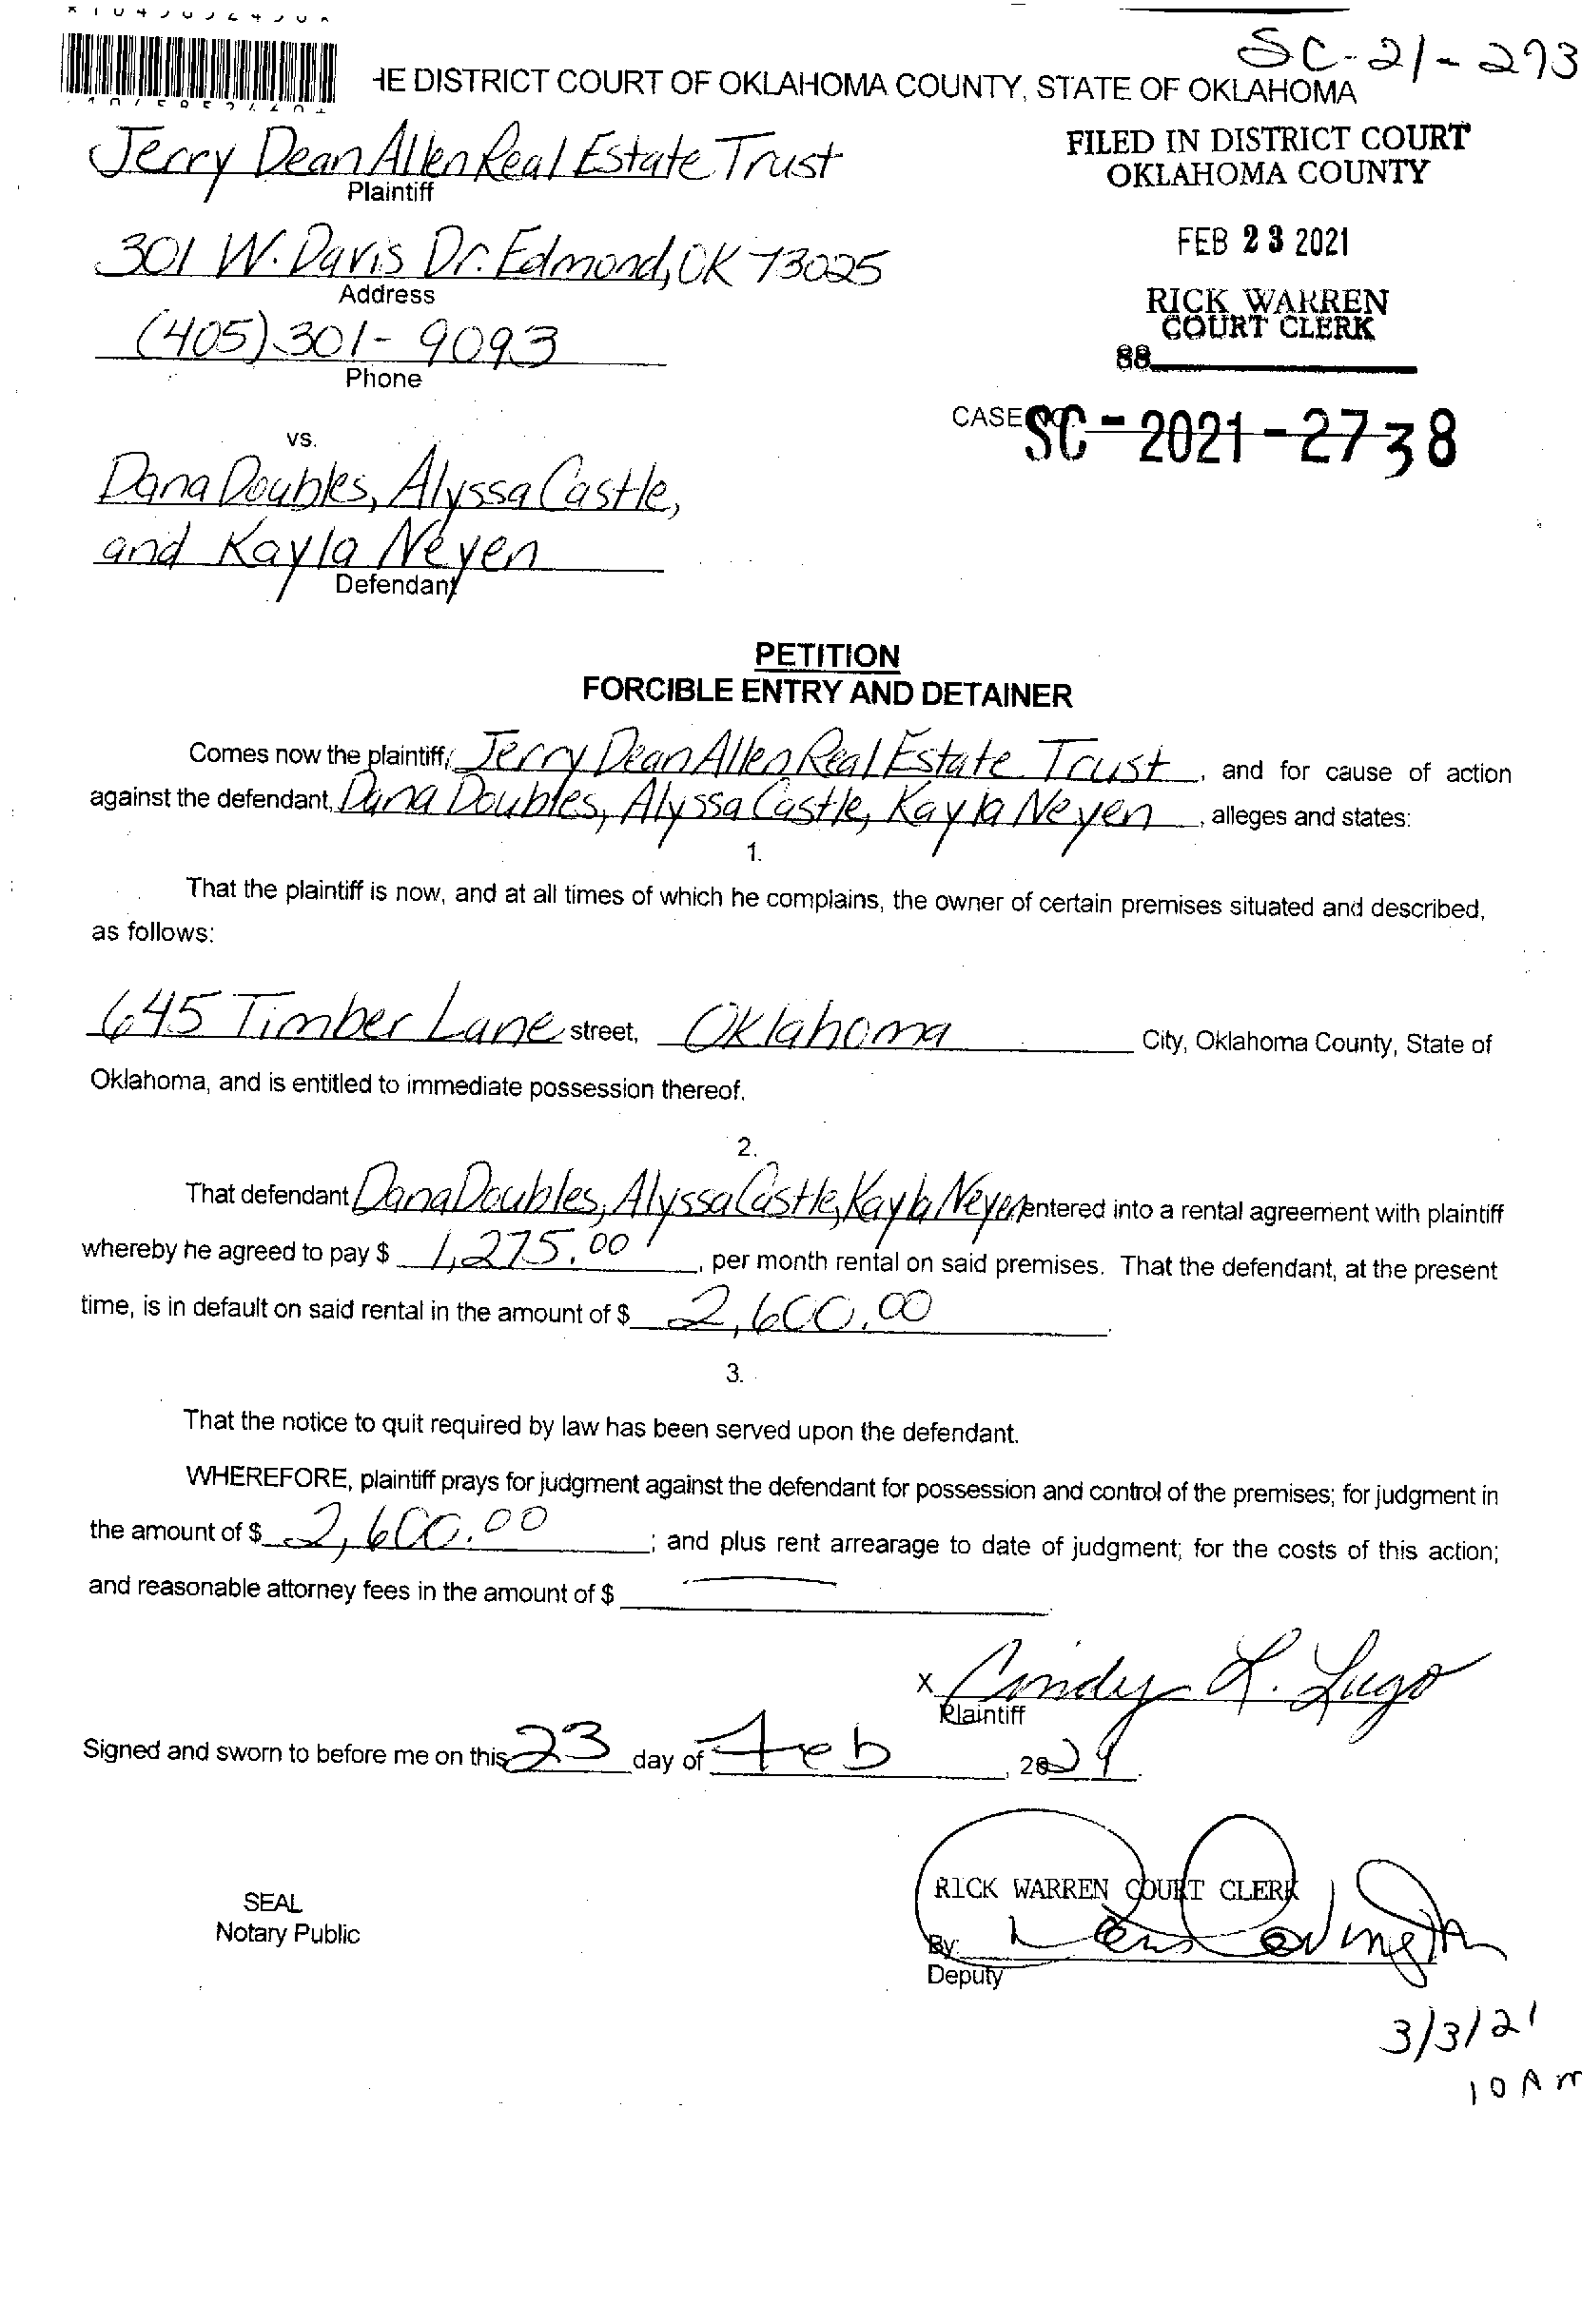 SC-21-293
HE DISTRICT COURT OF OKLAHOMA COUNTY, STATE OF OKLAHOMA
Jerry Dean Allen Real Estate Trust
Plaintiff
FILED IN DISTRICT COURT
OKLAHOMA COUNTY
301 W. Davis Dr. Edmond, OK 73025
Address
FEB 23 2021
(405) 301-9093
Phone
RICK WARREN
COURT CLERK
88
CASE NO. SC-2021-2738
vs.
Dana Doubles, Alyssa Castle,
and Kayla Neyen
Defendant
PETITION
FORCIBLE ENTRY AND DETAINER
Comes now the plaintiff, Jerry Dean Allen Real Estate Trust, and for cause of action
against the defendant, Dana Doubles, Alyssa Castle, Kayla Neyen, alleges and states:
1.
That the plaintiff is now, and at all times of which he complains, the owner of certain premises situated and described,
as follows:
645 Timber Lane street, Oklahoma City, Oklahoma County, State of
Oklahoma, and is entitled to immediate possession thereof.
2.
That defendant Dana Doubles, Alyssa Castle, Kayla Neyen entered into a rental agreement with plaintiff
whereby he agreed to pay $ 1,275.00, per month rental on said premises. That the defendant, at the present
time, is in default on said rental in the amount of $ 2,600.00.
3.
That the notice to quit required by law has been served upon the defendant.
WHEREFORE, plaintiff prays for judgment against the defendant for possession and control of the premises; for judgment in
the amount of $ 2,600.00; and plus rent arrearage to date of judgment; for the costs of this action;
and reasonable attorney fees in the amount of $ —.
x Cindy L. Lugo
Plaintiff
Signed and sworn to before me on this 23 day of Feb, 2021.
RICK WARREN COURT CLERK
SEAL
Notary Public
By:
Deputy
3/3/21
10 Am